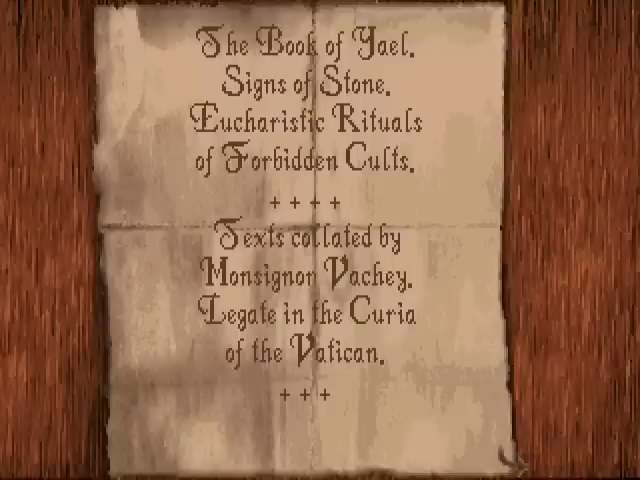 The Book of Yael.
Signs of Stone.
Eucharistic Rituals
of Forbidden Cults.
++++
Texts collated by
Monsignor Vachey.
Legate in the Curia
of the Vatican.
+++